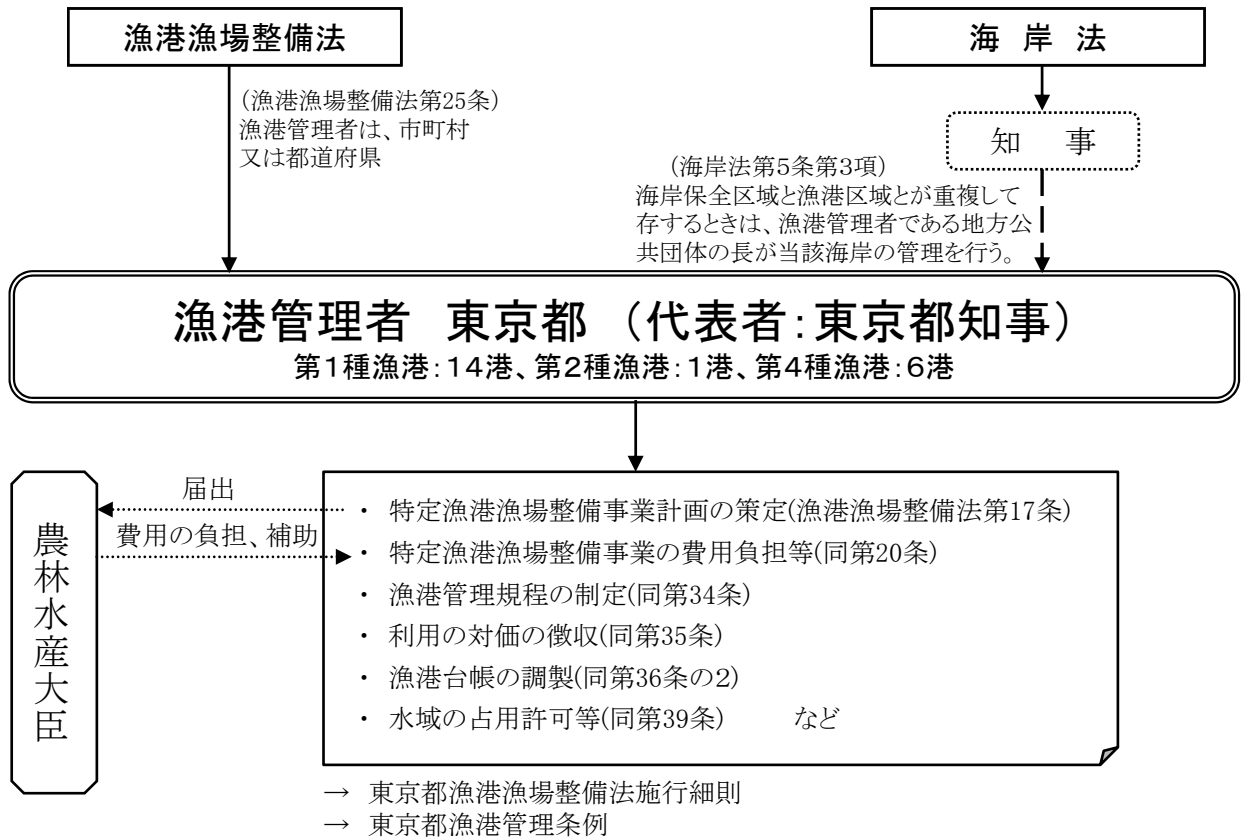 漁港漁場整備法
海 岸 法
(漁港漁場整備法第25条)
漁港管理者は、市町村
又は都道府県
知 事
(海岸法第5条第3項)
海岸保全区域と漁港区域とが重複して
存するときは、漁港管理者である地方公
共団体の長が当該海岸の管理を行う。
漁港管理者 東京都 (代表者:東京都知事)
第1種漁港:14港、第2種漁港:1港、第4種漁港:6港
農林水産大臣
届出
費用の負担、補助
・ 特定漁港漁場整備事業計画の策定(漁港漁場整備法第17条)
・ 特定漁港漁場整備事業の費用負担等(同第20条)
・ 漁港管理規程の制定(同第34条)
・ 利用の対価の徴収(同第35条)
・ 漁港台帳の調製(同第36条の2)
・ 水域の占用許可等(同第39条) など
→ 東京都漁港漁場整備法施行細則
→ 東京都漁港管理条例